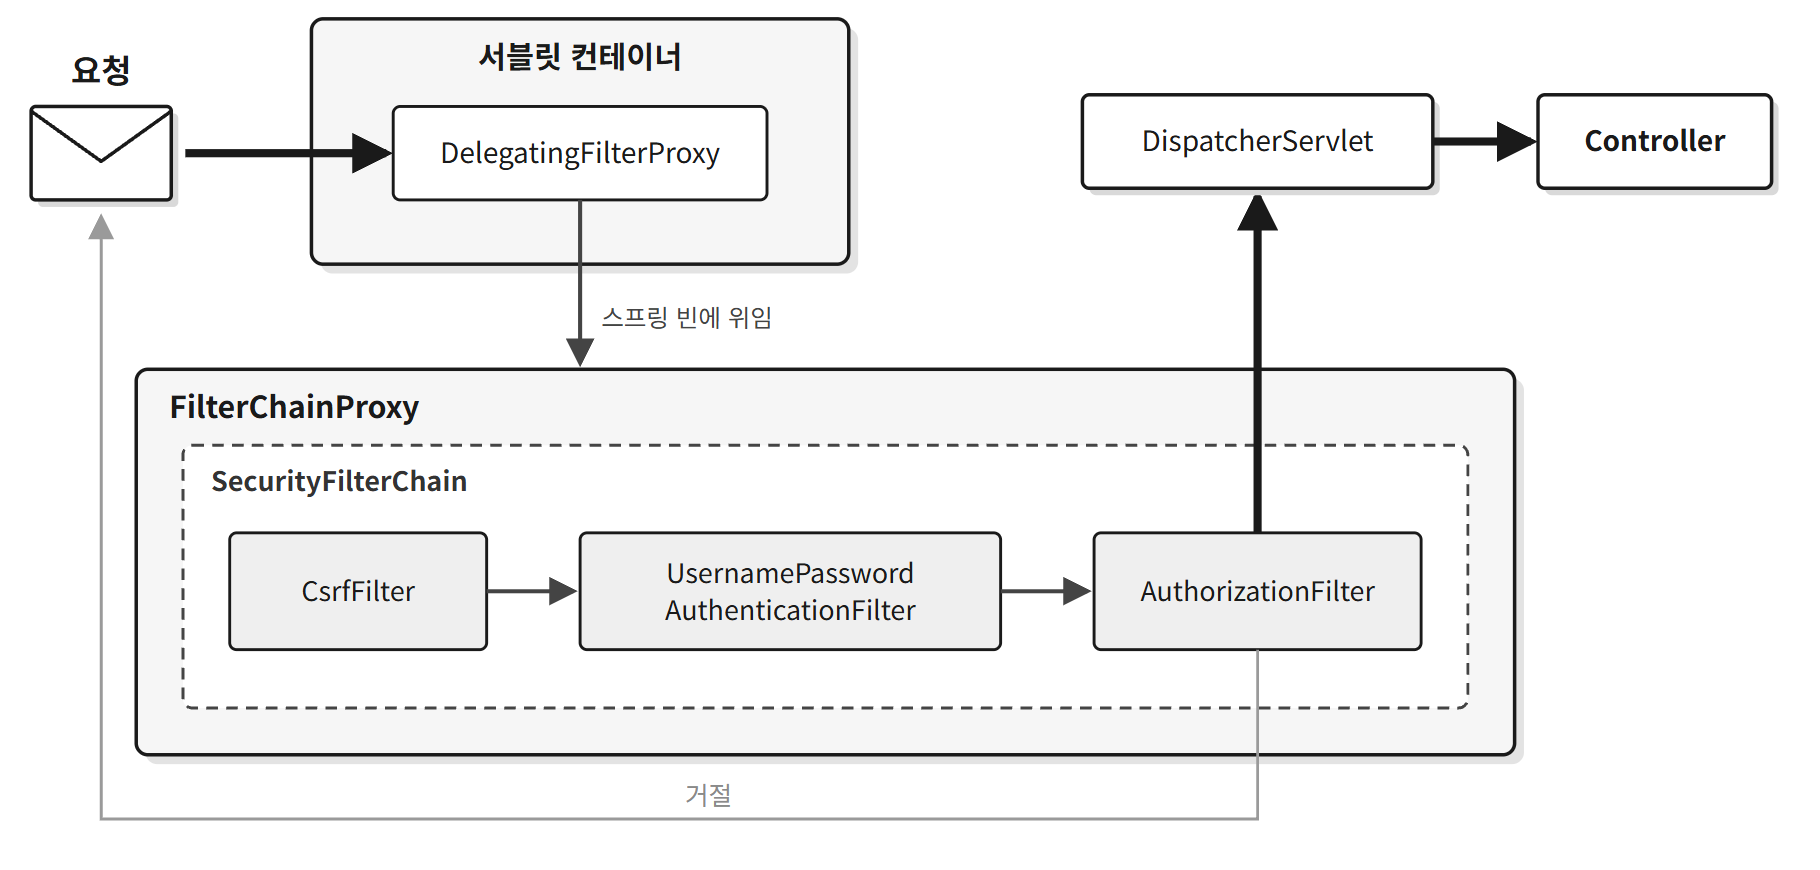 요청
서블릿 컨테이너
DelegatingFilterProxy
스프링 빈에 위임
DispatcherServlet
Controller
FilterChainProxy
SecurityFilterChain
CsrfFilter
UsernamePassword
AuthenticationFilter
AuthorizationFilter
거절